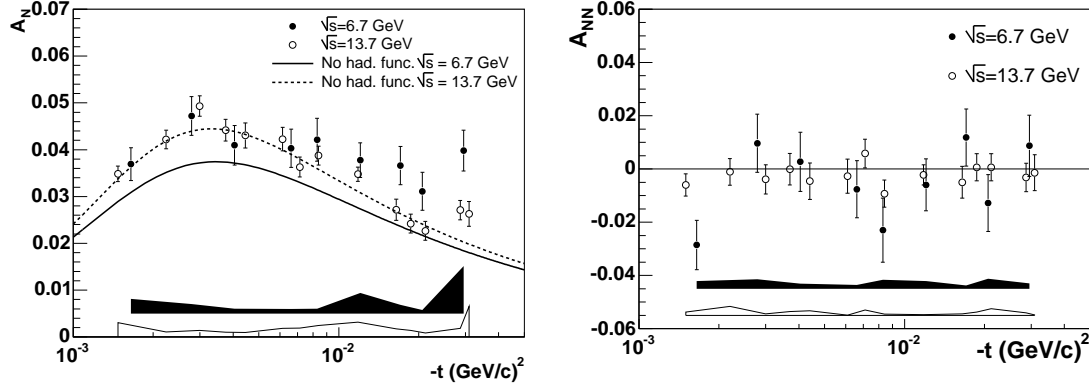 A_N
0.07
0.06
0.05
0.04
0.03
0.02
0.01
0
√s=6.7 GeV
√s=13.7 GeV
No had. func.√s = 6.7 GeV
No had. func.√s = 13.7 GeV
10^-3
10^-2
-t (GeV/c)^2
A_NN
0.06
0.04
0.02
0
-0.02
-0.04
-0.06
√s=6.7 GeV
√s=13.7 GeV
10^-3
10^-2
-t (GeV/c)^2